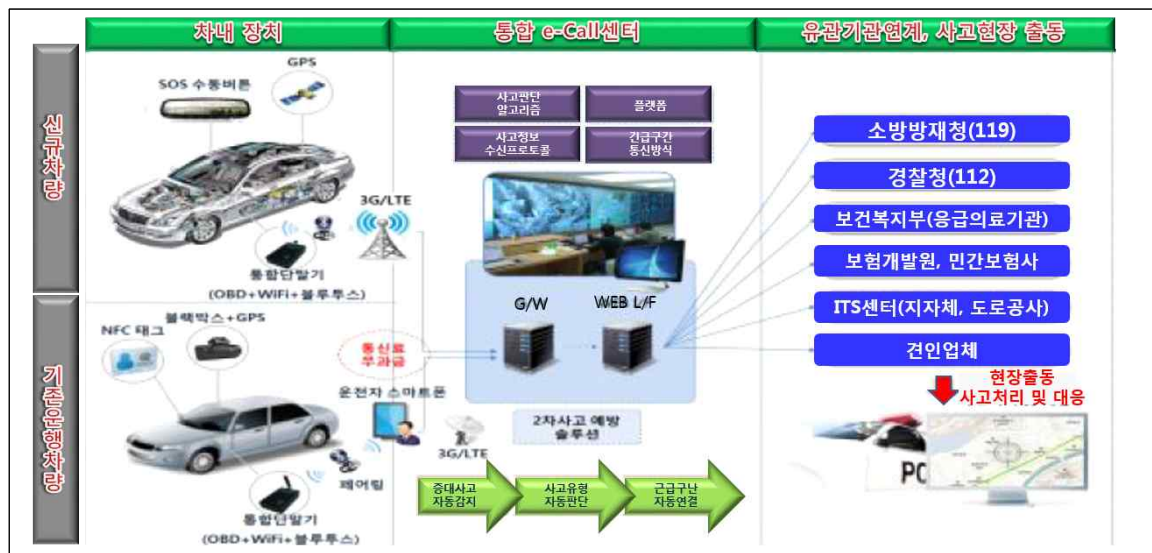 차내 장치
통합 e-Call센터
유관기관연계, 사고현장 출동
신규차량
SOS 수동버튼
GPS
3G/LTE
통합단말기
(OBD+WiFi+블루투스)
기존운행차량
블랙박스+GPS
NFC 태그
통신료
무과금
운전자 스마트폰
3G/LTE
페어링
통합단말기
(OBD+WiFi+블루투스)
사고판단
알고리즘
플랫폼
사고정보
수신프로토콜
긴급구간
통신방식
G/W
WEB L/F
2차사고 예방
솔루션
중대사고
자동감지
사고유형
자동판단
긴급구난
자동연결
소방방재청(119)
경찰청(112)
보건복지부(응급의료기관)
보험개발원, 민간보험사
ITS센터(지자체, 도로공사)
견인업체
현장출동
사고처리 및 대응
PO